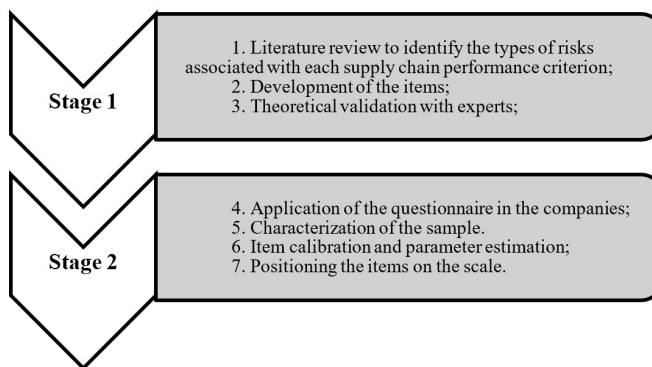 Stage 1
1. Literature review to identify the types of risks
associated with each supply chain performance criterion;
2. Development of the items;
3. Theoretical validation with experts;
Stage 2
4. Application of the questionnaire in the companies;
5. Characterization of the sample.
6. Item calibration and parameter estimation;
7. Positioning the items on the scale.